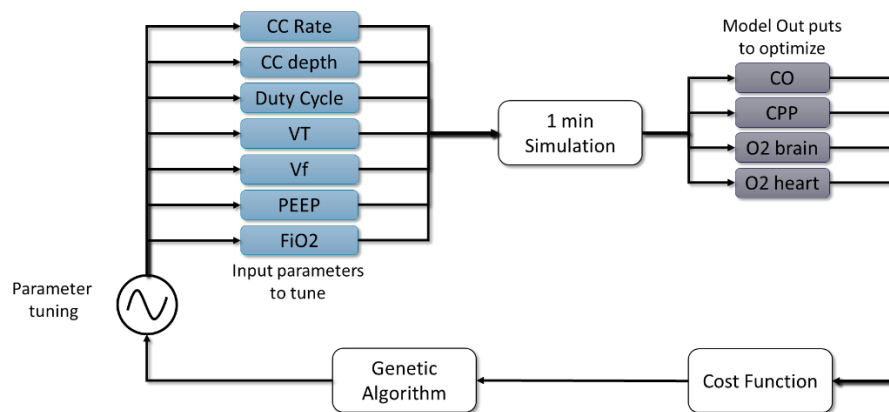 CC Rate
CC depth
Duty Cycle
VT
Vf
PEEP
FiO2
Input parameters
to tune
Parameter
tuning
1 min
Simulation
Model Out puts
to optimize
CO
CPP
O2 brain
O2 heart
Genetic
Algorithm
Cost Function